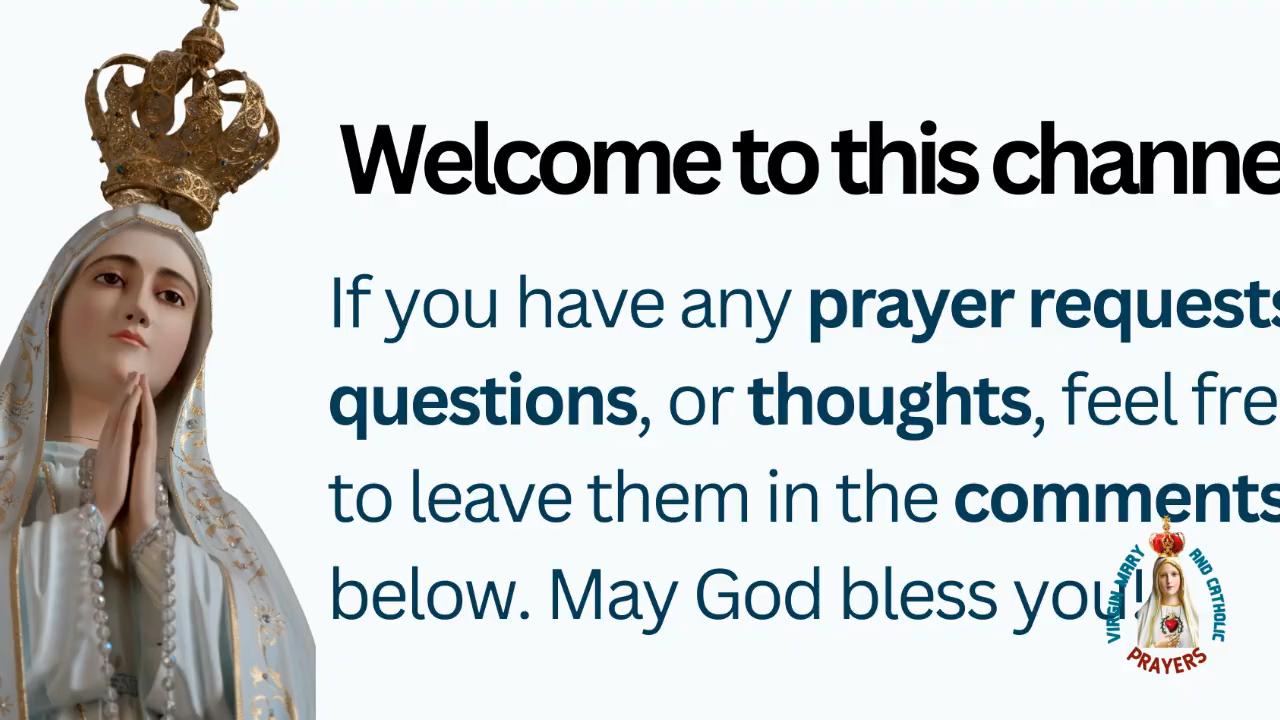 Welcome to this channe
If you have any prayer requests
questions, or thoughts, feel fre
to leave them in the comments
below. May God bless you!
VIRGIN MARY AND CATHOLIC
PRAYERS